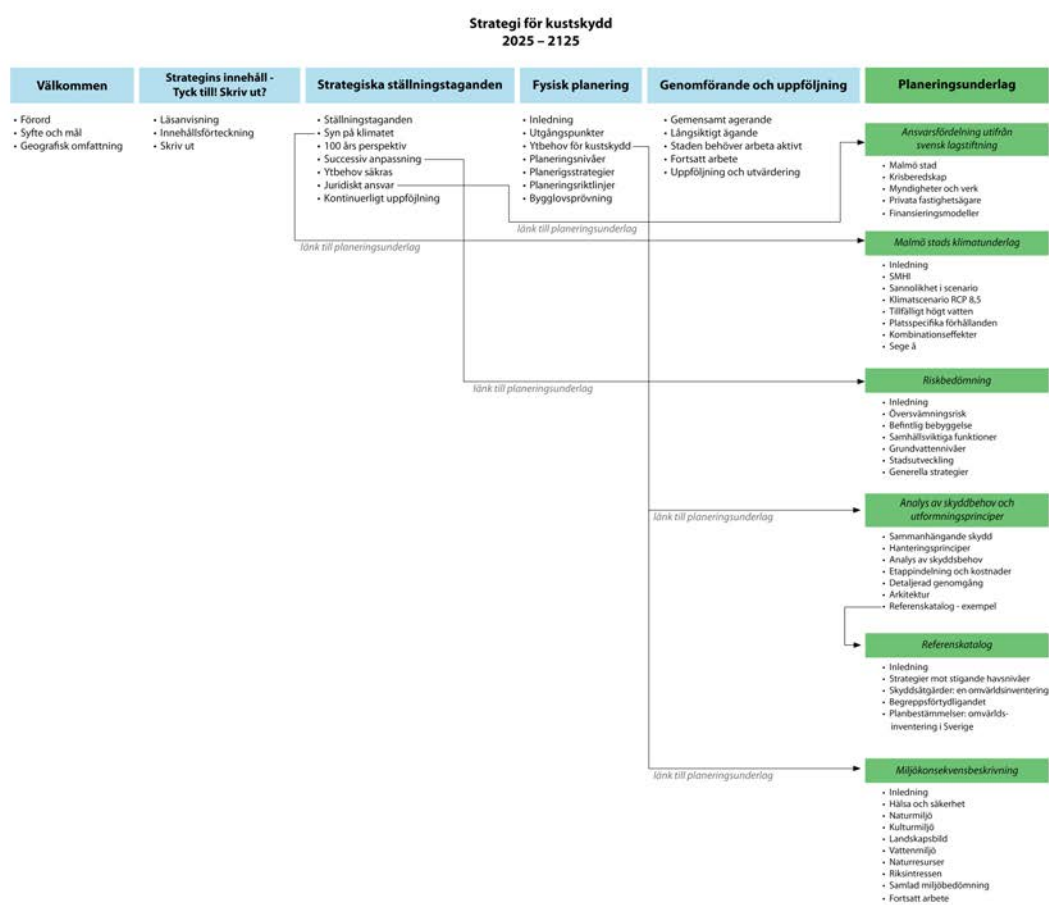 Strategi för kustskydd
2025 – 2125
Välkommen
• Förord
• Syfte och mål
• Geografisk omfattning
Strategins innehåll -
Tyck till! Skriv ut?
• Läsanvisning
• Innehållsförteckning
• Skriv ut
Strategiska ställningstaganden
• Ställningstaganden
• Syn på klimatet
• 100 års perspektiv
• Successiv anpassning
• Ytbehov säkras
• Juridiskt ansvar
• Kontinuerligt uppföjlning
Fysisk planering
• Inledning
• Utgångspunkter
• Ytbehov för kustskydd
• Planeringsnivåer
• Planerigsstrategier
• Planeringsriktlinjer
• Bygglovsprövning
Genomförande och uppföljning
• Gemensamt agerande
• Långsiktigt ägande
• Staden behöver arbeta aktivt
• Fortsatt arbete
• Uppföljning och utvärdering
Planeringsunderlag
Ansvarsfördelning utifrån
svensk lagstiftning
• Malmö stad
• Krisberedskap
• Myndigheter och verk
• Privata fastighetsägare
• Finansieringsmodeller
länk till planeringsunderlag
Malmö stads klimatunderlag
• Inledning
• SMHI
• Sannolikhet i scenario
• Klimatscenario RCP 8,5
• Tillfälligt högt vatten
• Platsspecifika förhållanden
• Kombinationseffekter
• Sege å
länk till planeringsunderlag
Riskbedömning
• Inledning
• Översvämningsrisk
• Befintlig bebyggelse
• Samhällsviktiga funktioner
• Grundvattennivåer
• Stadsutveckling
• Generella strategier
länk till planeringsunderlag
Analys av skyddbehov och
utformningsprinciper
• Sammanhängande skydd
• Hanteringsprinciper
• Analys av skyddsbehov
• Etappindelning och kostnader
• Detaljerad genomgång
• Arkitektur
• Referenskatalog - exempel
länk till planeringsunderlag
Referenskatalog
• Inledning
• Strategier mot stigande havsnivåer
• Skyddsåtgärder: en omvärldsinventering
• Begreppsförtydligandet
• Planbestämmelser: omvärlds-
inventering i Sverige
Miljökonsekvensbeskrivning
• Inledning
• Hälsa och säkerhet
• Naturmiljö
• Kulturmiljö
• Landskapsbild
• Vattenmiljö
• Naturresurser
• Riksintressen
• Samlad miljöbedömning
• Fortsatt arbete
länk till planeringsunderlag